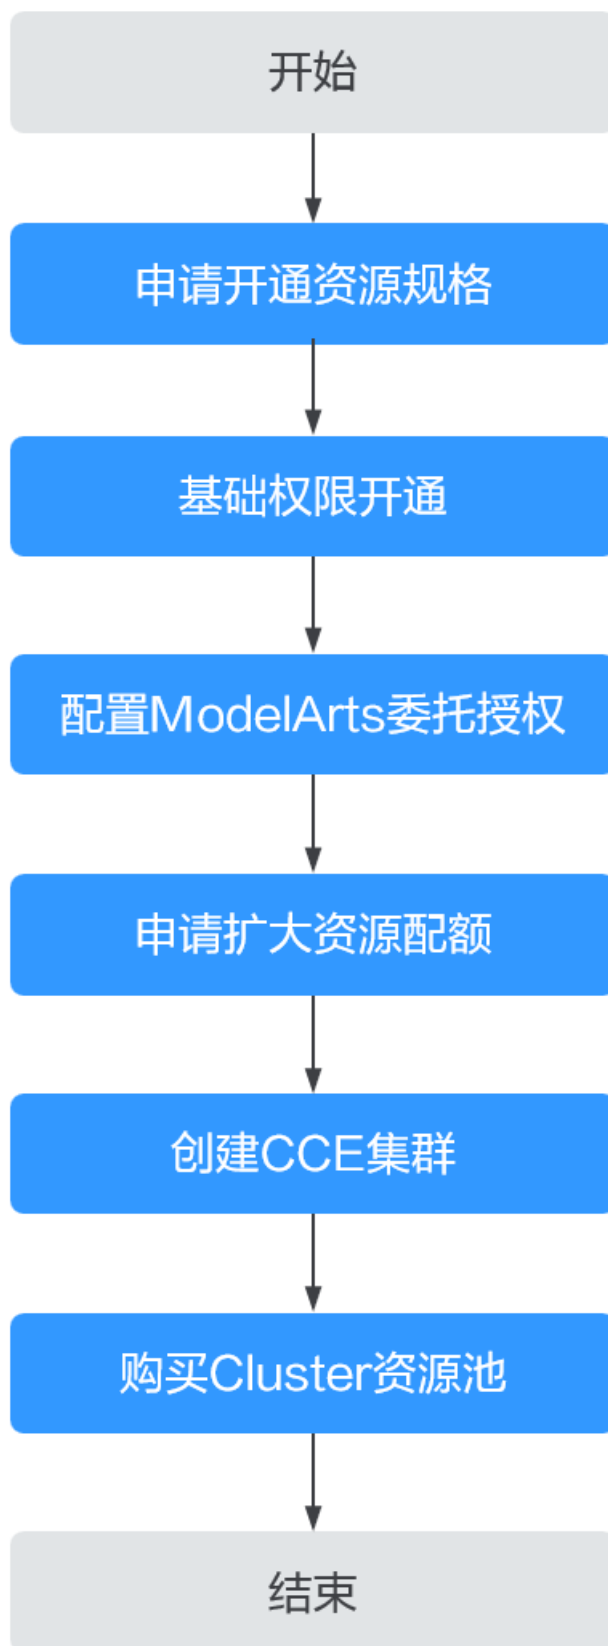 开始
申请开通资源规格
基础权限开通
配置ModelArts委托授权
申请扩大资源配额
创建CCE集群
购买Cluster资源池
结束